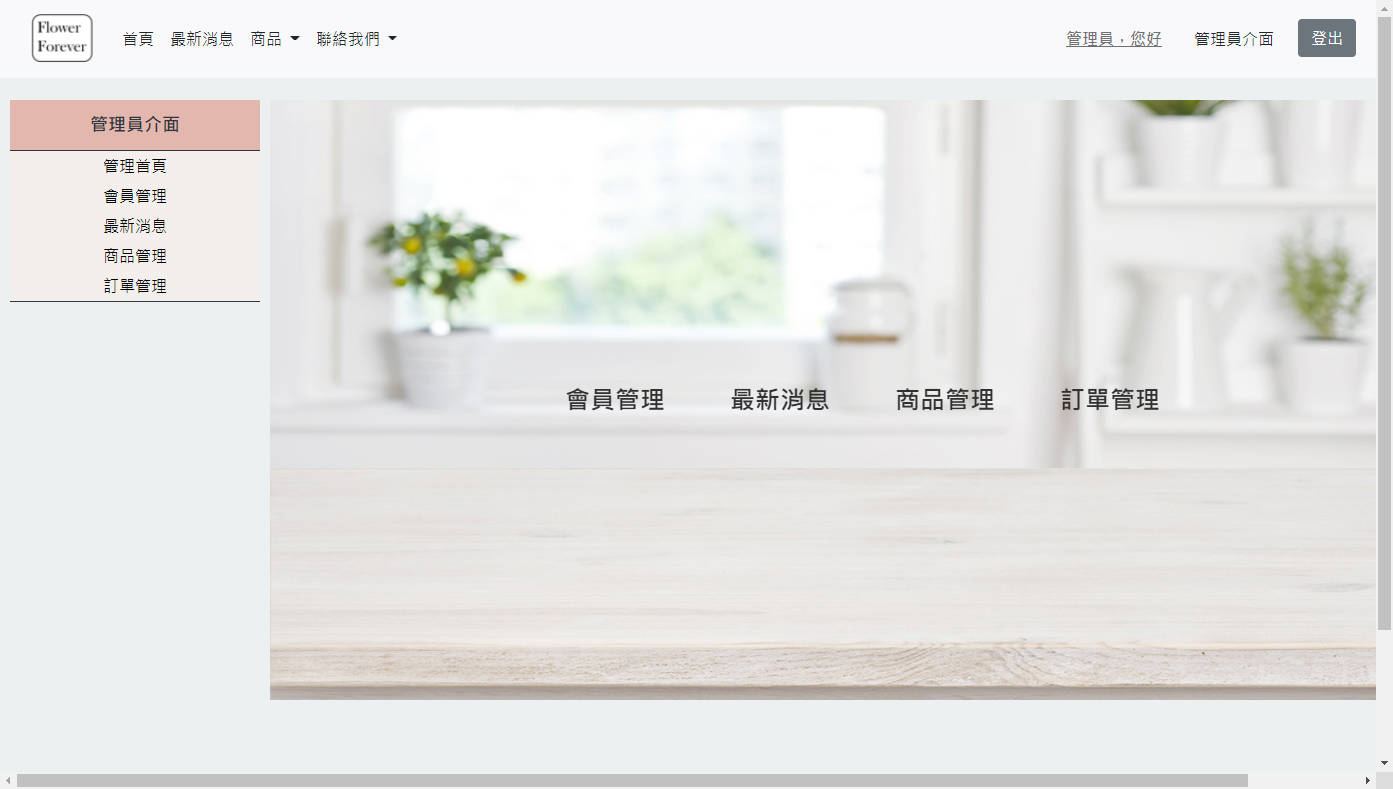 Flower
Forever
首頁 最新消息 商品 聯絡我們 管理員，您好 管理員介面 登出
管理員介面
管理首頁
會員管理
最新消息
商品管理
訂單管理
會員管理 最新消息 商品管理 訂單管理